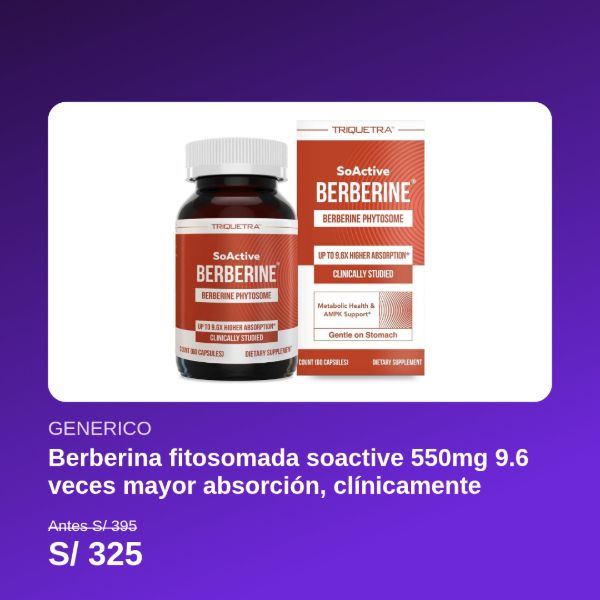 TRIQUETRA™
SoActive
BERBERINE®
BERBERINE PHYTOSOME
UP TO 9.6X HIGHER ABSORPTION*
CLINICALLY STUDIED
COUNT (60 CAPSULES) DIETARY SUPPLEMENT
TRIQUETRA™
SoActive
BERBERINE®
BERBERINE PHYTOSOME
UP TO 9.6X HIGHER ABSORPTION*
CLINICALLY STUDIED
Metabolic Health &
AMPK Support*
Gentle on Stomach
COUNT (60 CAPSULES) DIETARY SUPPLEMENT
GENERICO
Berberina fitosomada soactive 550mg 9.6
veces mayor absorción, clínicamente
Antes S/ 395
S/ 325